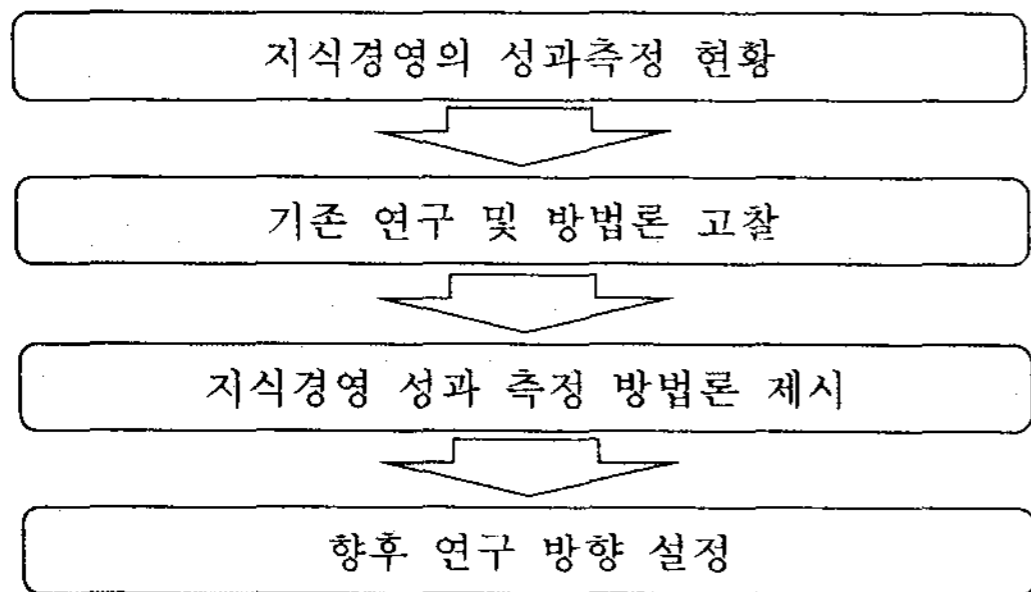 지식경영의 성과측정 현황
기존 연구 및 방법론 고찰
지식경영 성과 측정 방법론 제시
향후 연구 방향 설정